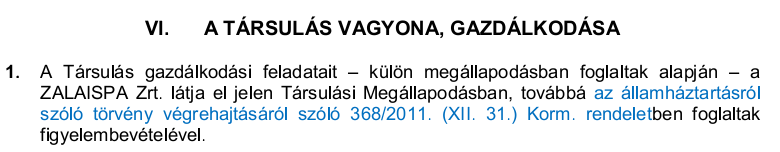 VI. A TÁRSULÁS VAGYONA, GAZDÁLKODÁSA
1. A Társulás gazdálkodási feladatait – külön megállapodásban foglaltak alapján – a
ZALAISPA Zrt. látja el jelen Társulási Megállapodásban, továbbá az államháztartásról
szóló törvény végrehajtásáról szóló 368/2011. (XII. 31.) Korm. rendeletben foglaltak
figyelembevételével.